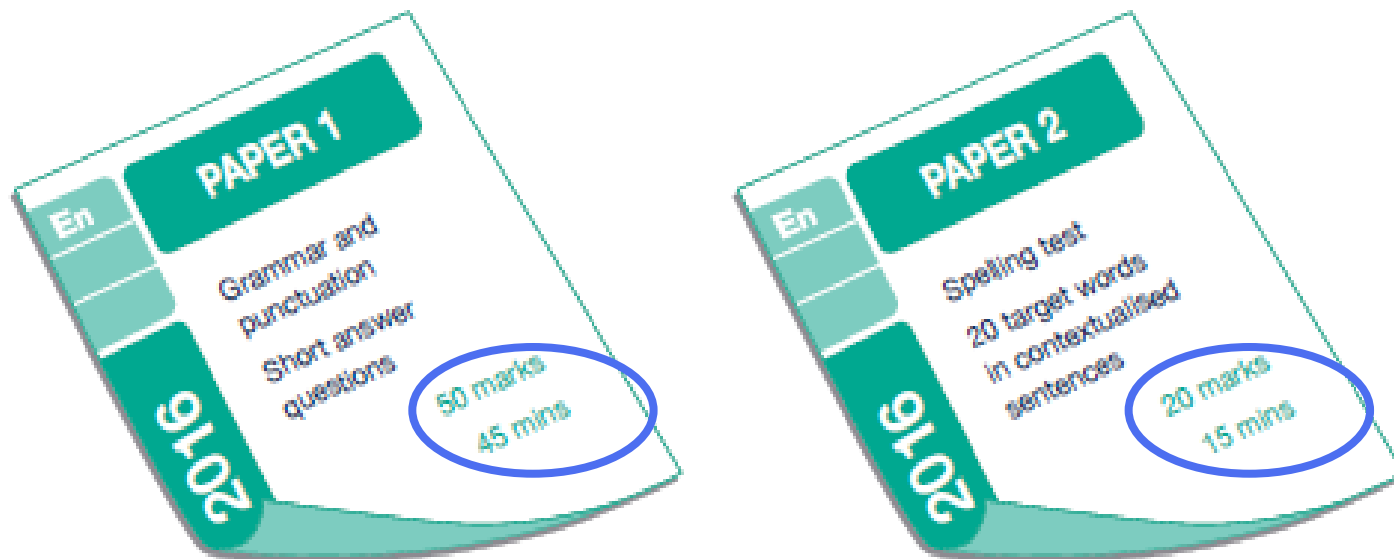 PAPER 1
En
Grammar and
punctuation
Short answer
questions
50 marks
45 mins
2016
PAPER 2
En
Spelling test
20 target words
in contextualised
sentences
20 marks
15 mins
2016